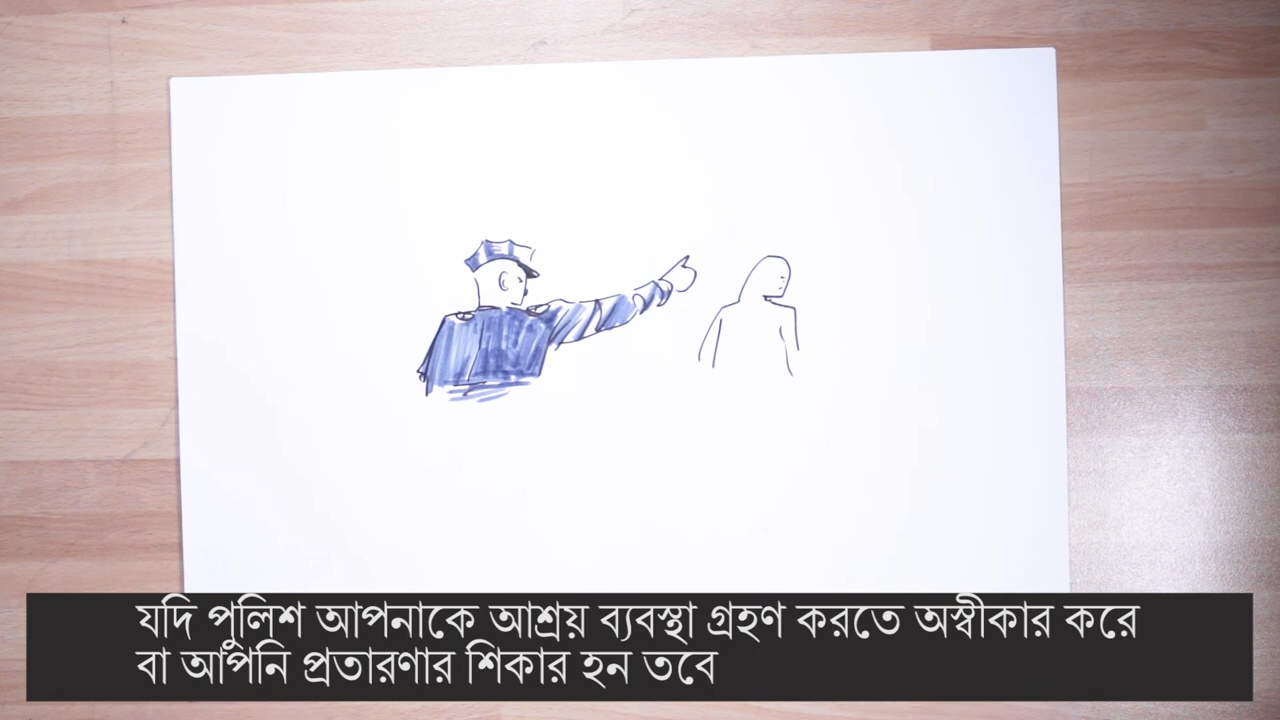 যদি পুলিশ আপনাকে আশ্রয় ব্যবস্থা গ্রহণ করতে অস্বীকার করে
বা আপনি প্রতারণার শিকার হন তবে